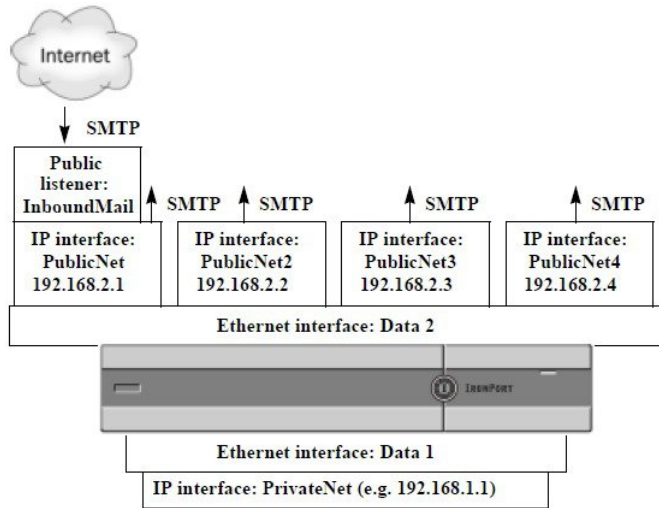 Internet
SMTP
Public
listener:
InboundMail
SMTP
SMTP
SMTP
SMTP
IP interface:
PublicNet
192.168.2.1
IP interface:
PublicNet2
192.168.2.2
IP interface:
PublicNet3
192.168.2.3
IP interface:
PublicNet4
192.168.2.4
Ethernet interface: Data 2
IRONPORT
Ethernet interface: Data 1
IP interface: PrivateNet (e.g. 192.168.1.1)